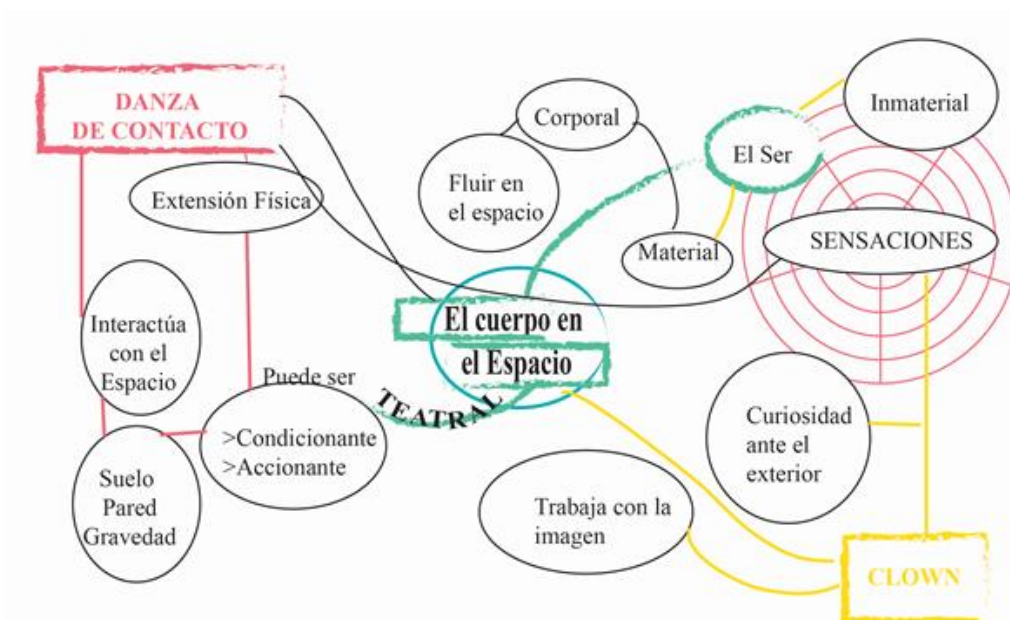 DANZA
DE CONTACTO
Extensión Física
Interactúa
con el
Espacio
Suelo
Pared
Gravedad
Puede ser
>Condicionante
>Accionante
TEATRAL
El cuerpo en
el Espacio
Corporal
Fluir en
el espacio
Material
El Ser
Inmaterial
SENSACIONES
Curiosidad
ante el
exterior
Trabaja con la
imagen
CLOWN